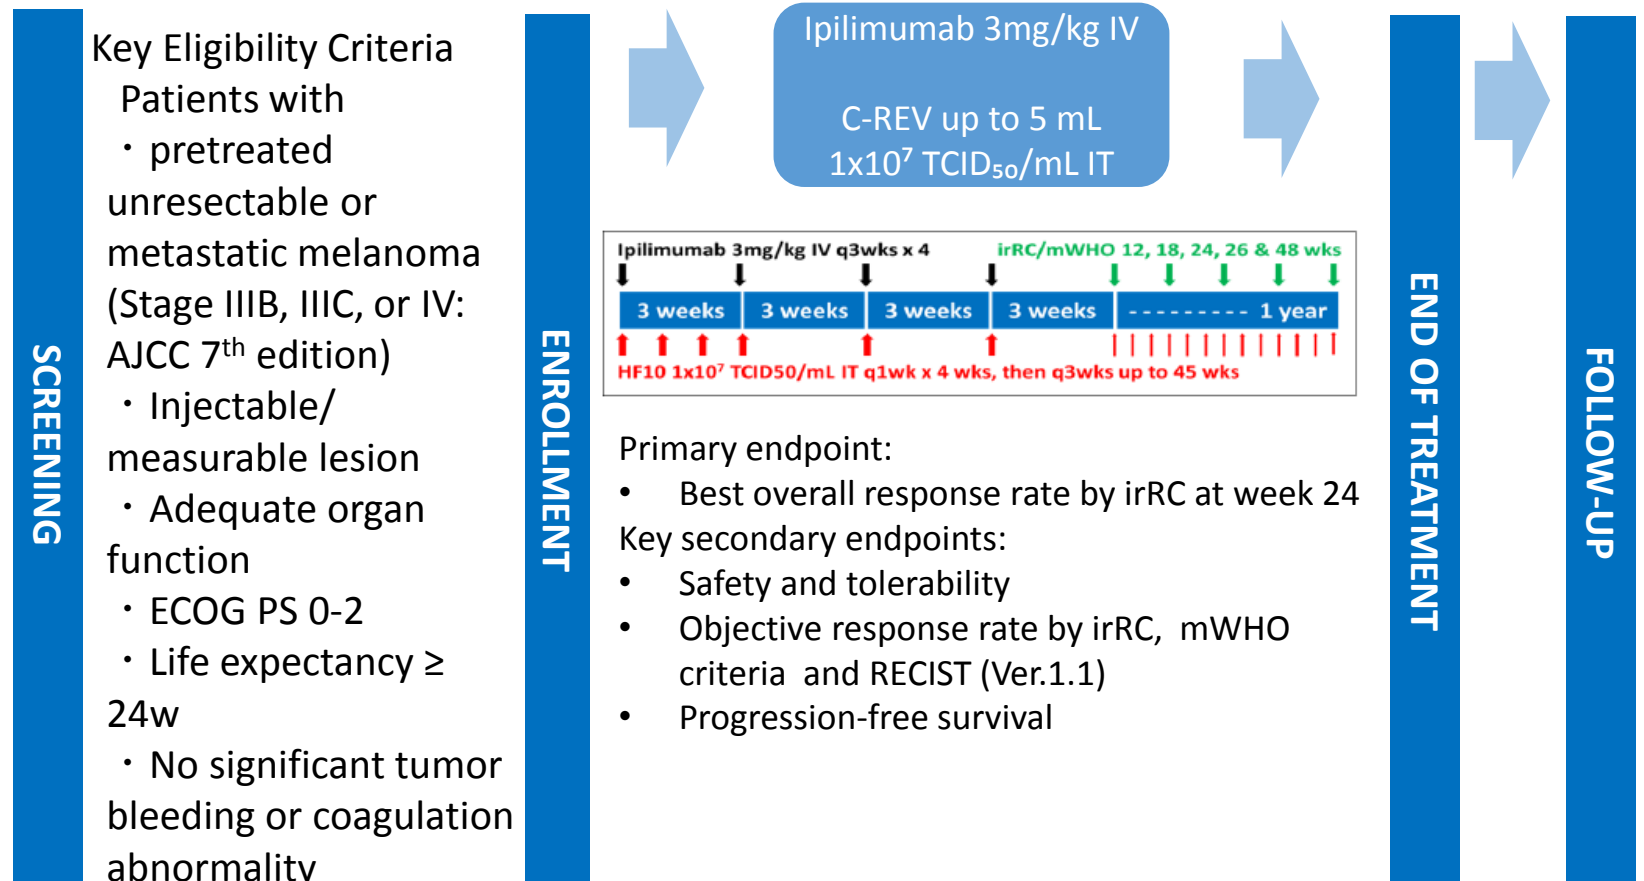 SCREENING
Key Eligibility Criteria
Patients with
・pretreated
unresectable or
metastatic melanoma
(Stage IIIB, IIIC, or IV:
AJCC 7th edition)
・Injectable/
measurable lesion
・Adequate organ
function
・ECOG PS 0-2
・Life expectancy ≥
24w
・No significant tumor
bleeding or coagulation
abnormality
ENROLLMENT
Ipilimumab 3mg/kg IV
C-REV up to 5 mL
1x10⁷ TCID₅₀/mL IT
Ipilimumab 3mg/kg IV q3wks x 4
irRC/mWHO 12, 18, 24, 26 & 48 wks
3 weeks
3 weeks
3 weeks
3 weeks
--------- 1 year
HF10 1x10⁷ TCID50/mL IT q1wk x 4 wks, then q3wks up to 45 wks
Primary endpoint:
• Best overall response rate by irRC at week 24
Key secondary endpoints:
• Safety and tolerability
• Objective response rate by irRC, mWHO
criteria and RECIST (Ver.1.1)
• Progression-free survival
END OF TREATMENT
FOLLOW-UP